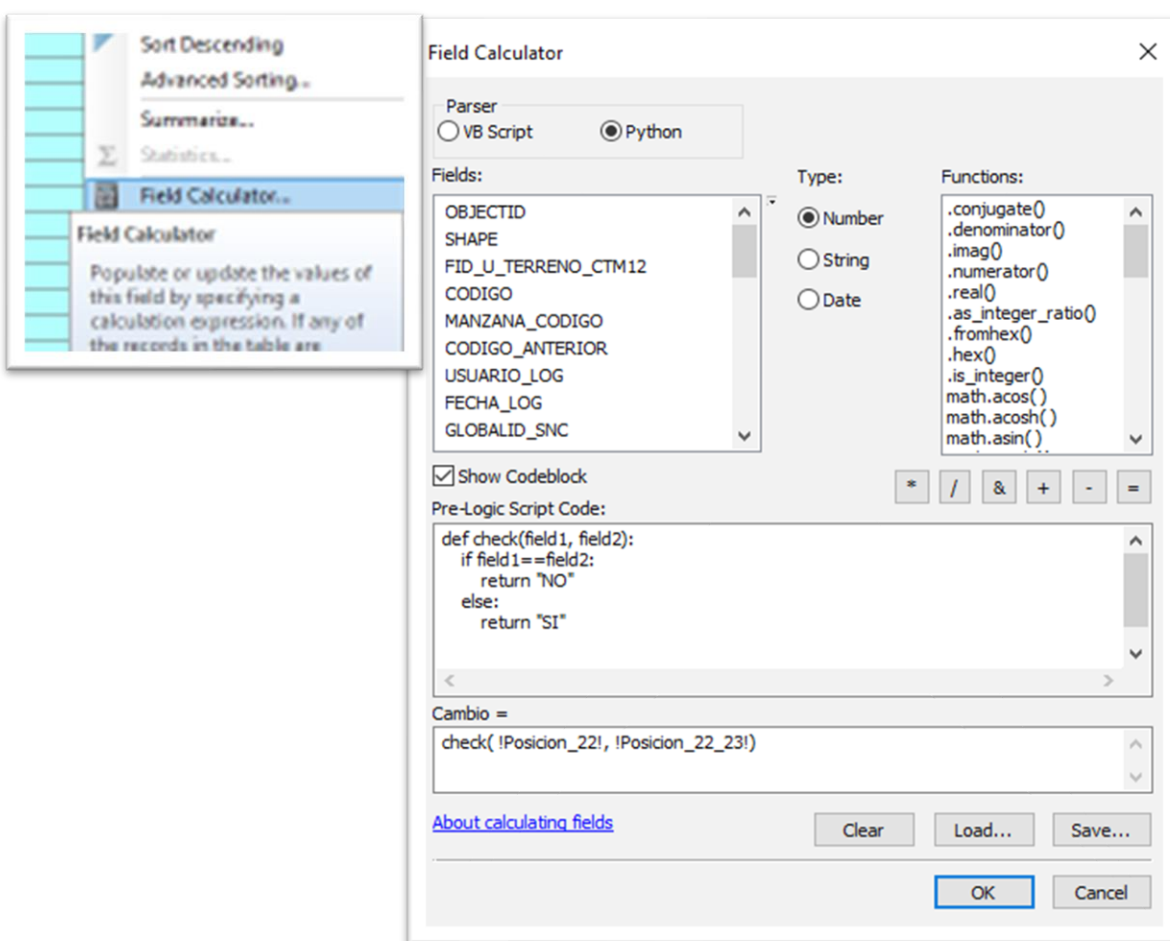 Sort Descending
Advanced Sorting...
Summarize...
Statistics...
Field Calculator...
Field Calculator
Populate or update the values of
this field by specifying a
calculation expression. If any of
the records in the table are
Field Calculator
Parser
VB Script
Python
Fields:
OBJECTID
SHAPE
FID_U_TERRENO_CTM12
CODIGO
MANZANA_CODIGO
CODIGO_ANTERIOR
USUARIO_LOG
FECHA_LOG
GLOBALID_SNC
Type:
Number
String
Date
Functions:
.conjugate()
.denominator()
.imag()
.numerator()
.real()
.as_integer_ratio()
.fromhex()
.hex()
.is_integer()
math.acos( )
math.acosh( )
math.asin( )
Show Codeblock
* / & + - =
Pre-Logic Script Code:
def check(field1, field2):
if field1==field2:
return "NO"
else:
return "SI"
Cambio =
check( !Posicion_22!, !Posicion_22_23!)
About calculating fields
Clear
Load...
Save...
OK
Cancel